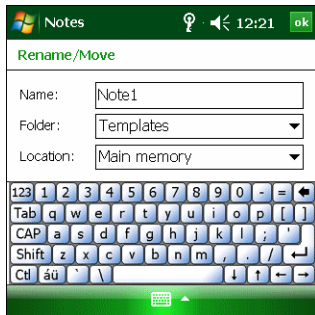 Notes 12:21 ok
Rename/Move
Name: Note1
Folder: Templates
Location: Main memory
123 1 2 3 4 5 6 7 8 9 0 - =
Tab q w e r t y u i o p [ ]
CAP a s d f g h j k l ; '
Shift z x c v b n m , . /
Ctl áü ` \